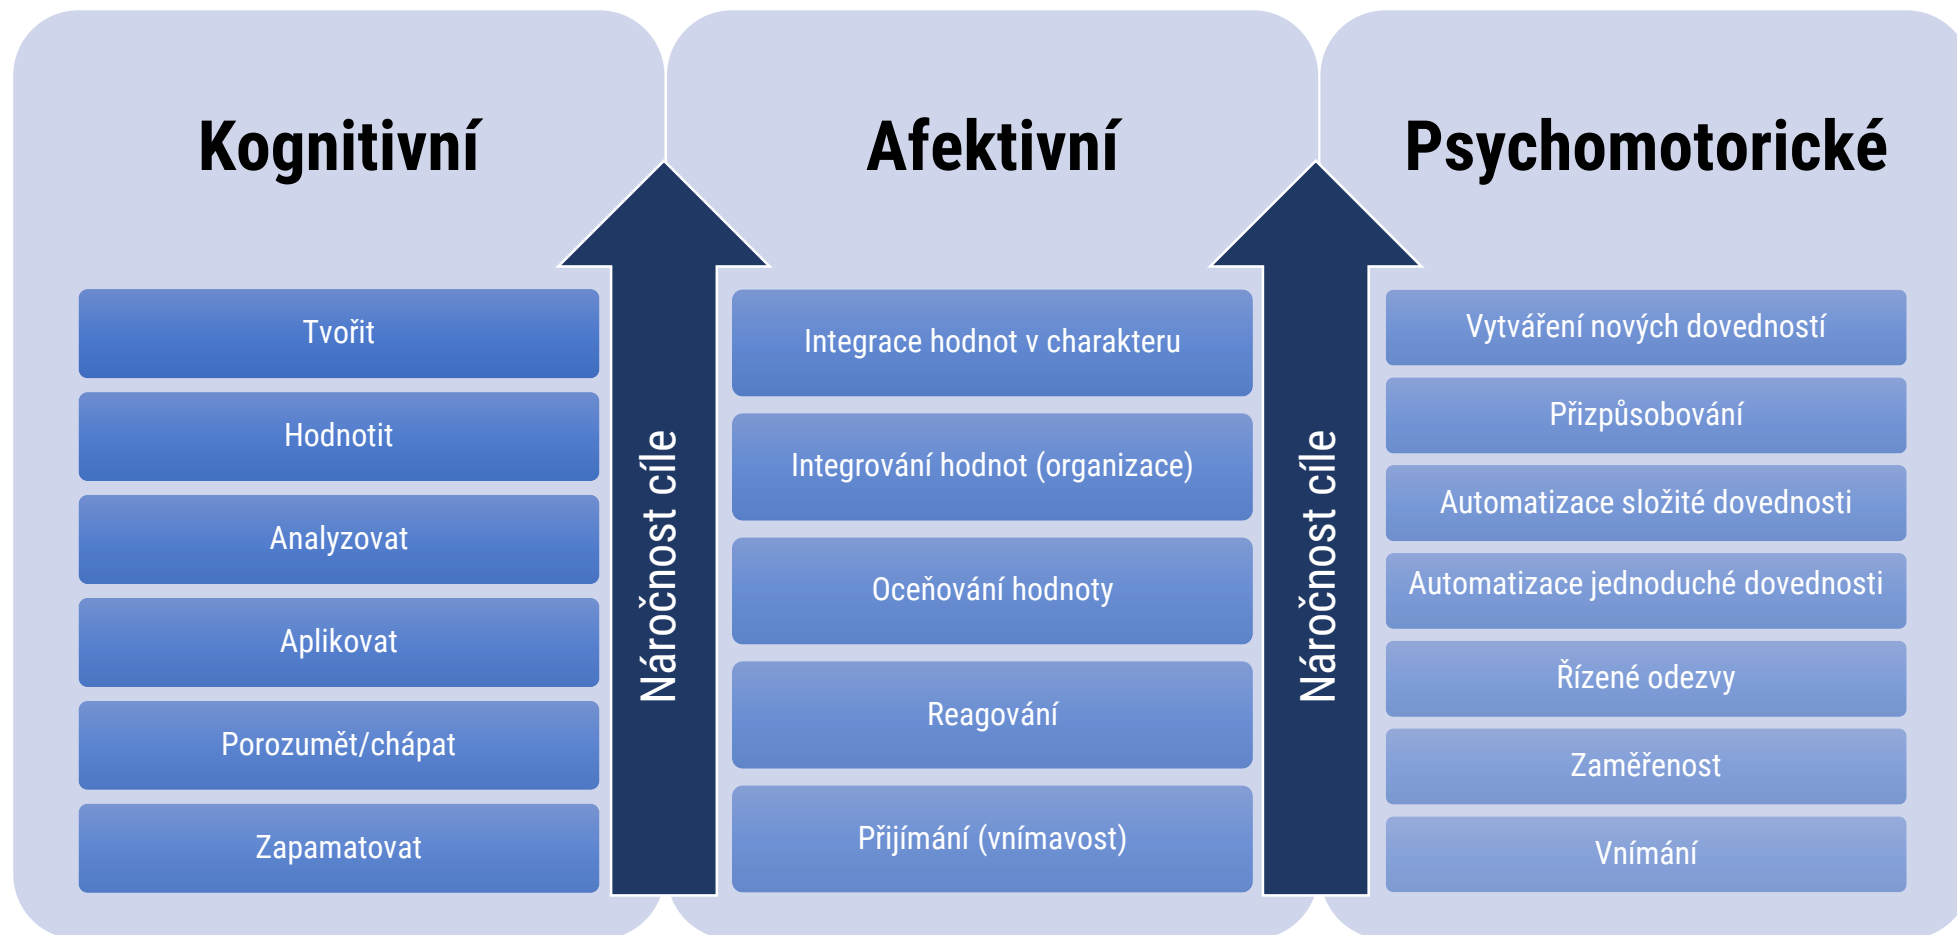 Kognitivní
Tvořit
Hodnotit
Analyzovat
Aplikovat
Porozumět/chápat
Zapamatovat
Náročnost cíle
Afektivní
Integrace hodnot v charakteru
Integrování hodnot (organizace)
Oceňování hodnoty
Reagování
Přijímání (vnímavost)
Náročnost cíle
Psychomotorické
Vytváření nových dovedností
Přizpůsobování
Automatizace složité dovednosti
Automatizace jednoduché dovednosti
Řízené odezvy
Zaměřenost
Vnímání